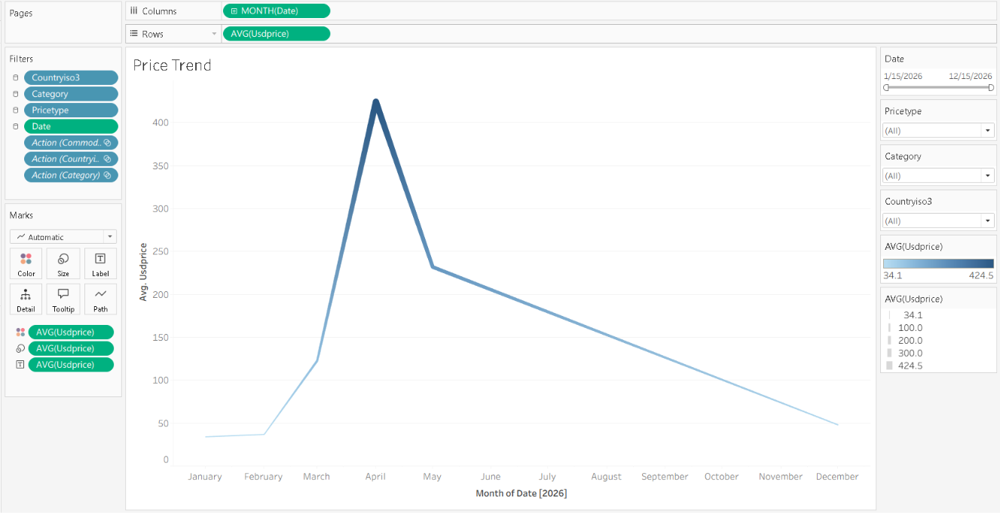 Pages
Columns
MONTH(Date)
Rows
AVG(Usdprice)
Filters
Countryiso3
Category
Pricetype
Date
Action (Commod..
Action (Countryi..
Action (Category)
Marks
Automatic
Color
Size
Label
Detail
Tooltip
Path
AVG(Usdprice)
AVG(Usdprice)
AVG(Usdprice)
Price Trend
Avg. Usdprice
400
350
300
250
200
150
100
50
0
January February March April May June July August September October November December
Month of Date [2026]
Date
1/15/2026 12/15/2026
Pricetype
(All)
Category
(All)
Countryiso3
(All)
AVG(Usdprice)
34.1 424.5
AVG(Usdprice)
34.1
100.0
200.0
300.0
424.5